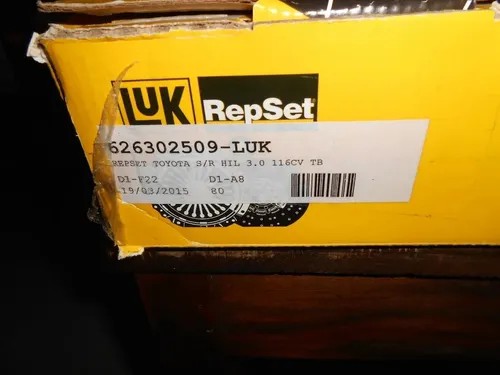 LUK RepSet
626302509-LUK
REPSET TOYOTA S/R HIL 3.0 116CV TB
D1-F22 D1-A8
19/03/2015 80